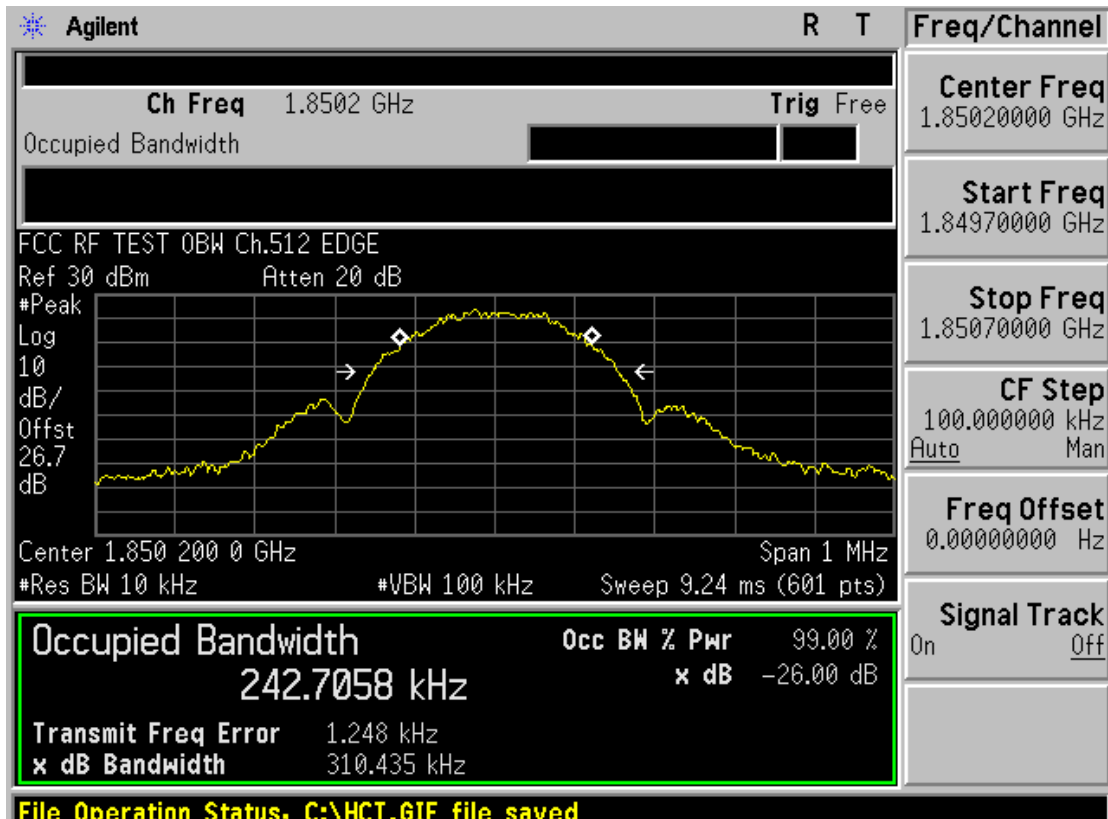 Agilent R T
Ch Freq 1.8502 GHz Trig Free
Occupied Bandwidth
FCC RF TEST OBW Ch.512 EDGE
Ref 30 dBm Atten 20 dB
#Peak
Log
10
dB/
Offst
26.7
dB
Center 1.850 200 0 GHz Span 1 MHz
#Res BW 10 kHz #VBW 100 kHz Sweep 9.24 ms (601 pts)
Occupied Bandwidth Occ BW % Pwr 99.00 %
242.7058 kHz x dB -26.00 dB
Transmit Freq Error 1.248 kHz
x dB Bandwidth 310.435 kHz
File Operation Status, C:\HCT.GIF file saved
Freq/Channel
Center Freq
1.85020000 GHz
Start Freq
1.84970000 GHz
Stop Freq
1.85070000 GHz
CF Step
100.000000 kHz
Auto Man
Freq Offset
0.00000000 Hz
Signal Track
On Off